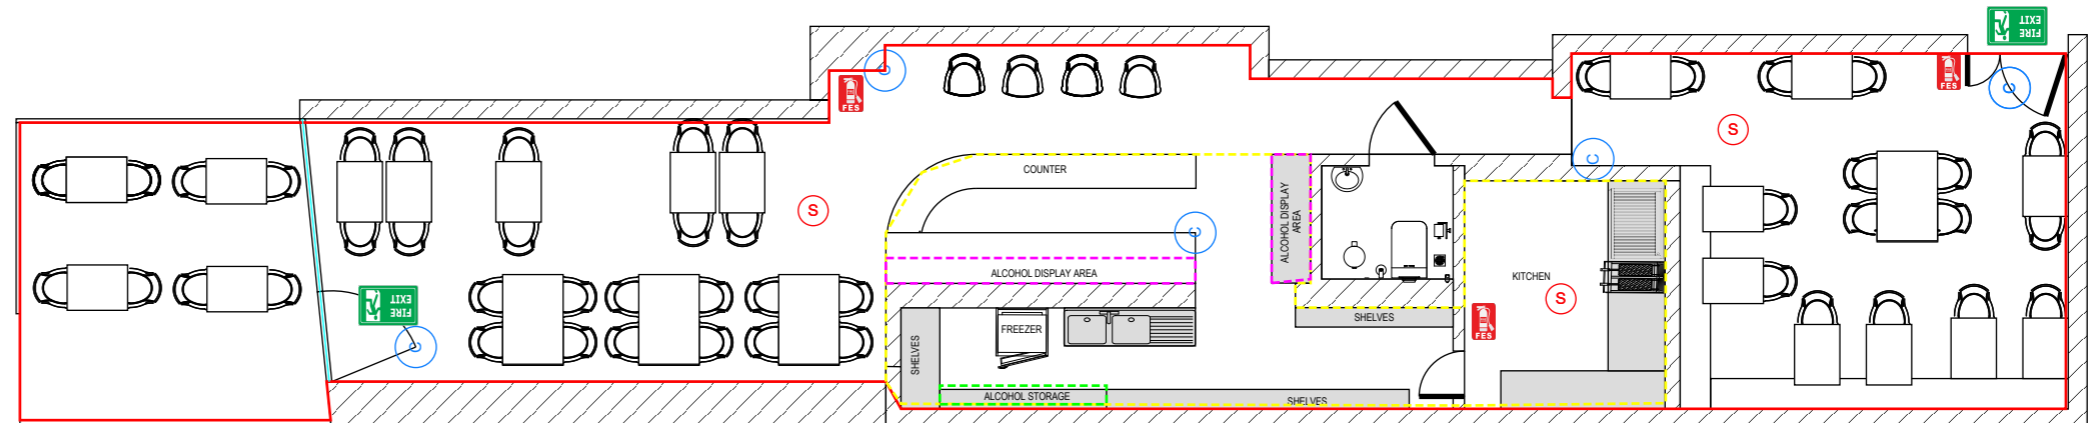 FIRE
EXIT
FES
C
FES
C
S
C
COUNTER
ALCOHOL DISPLAY
AREA
S
C
ALCOHOL DISPLAY AREA
KITCHEN
S
FIRE
EXIT
SHELVES
FES
FREEZER
C
SHELVES
ALCOHOL STORAGE
SHELVES